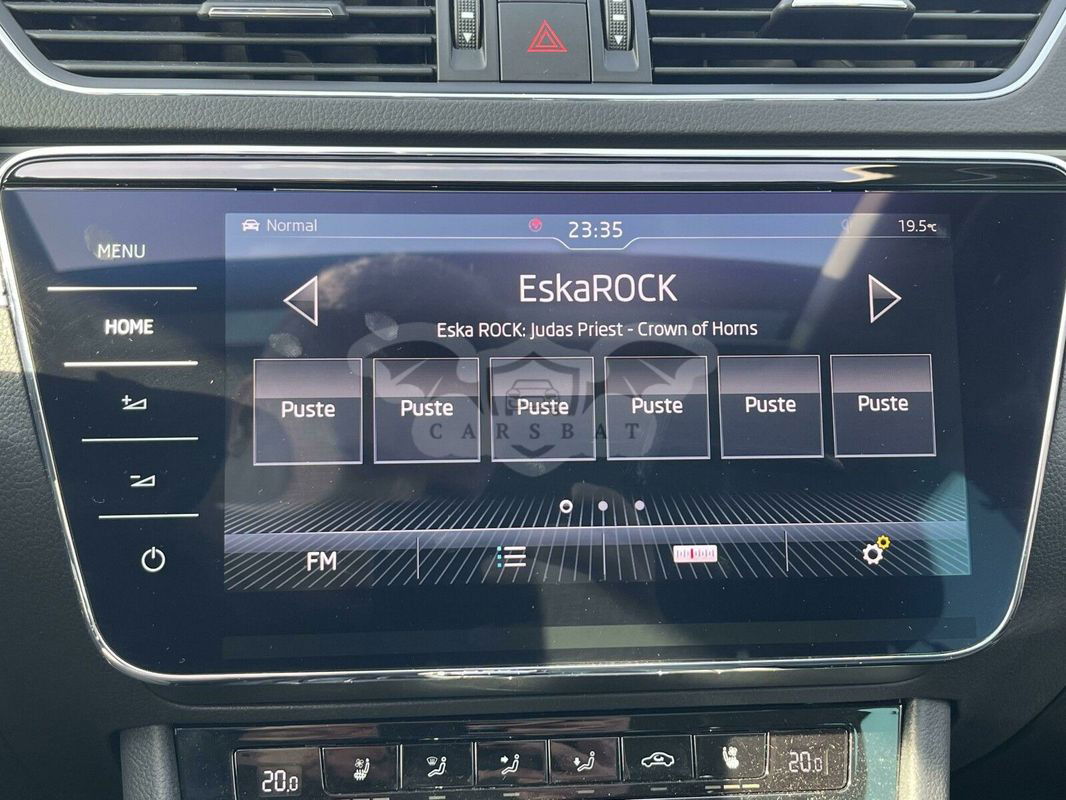 Normal 23:35 19.5°C
MENU
HOME
EskaROCK
Eska ROCK: Judas Priest - Crown of Horns
Puste Puste Puste Puste Puste Puste
CARSBAT
FM
20.0 20.0